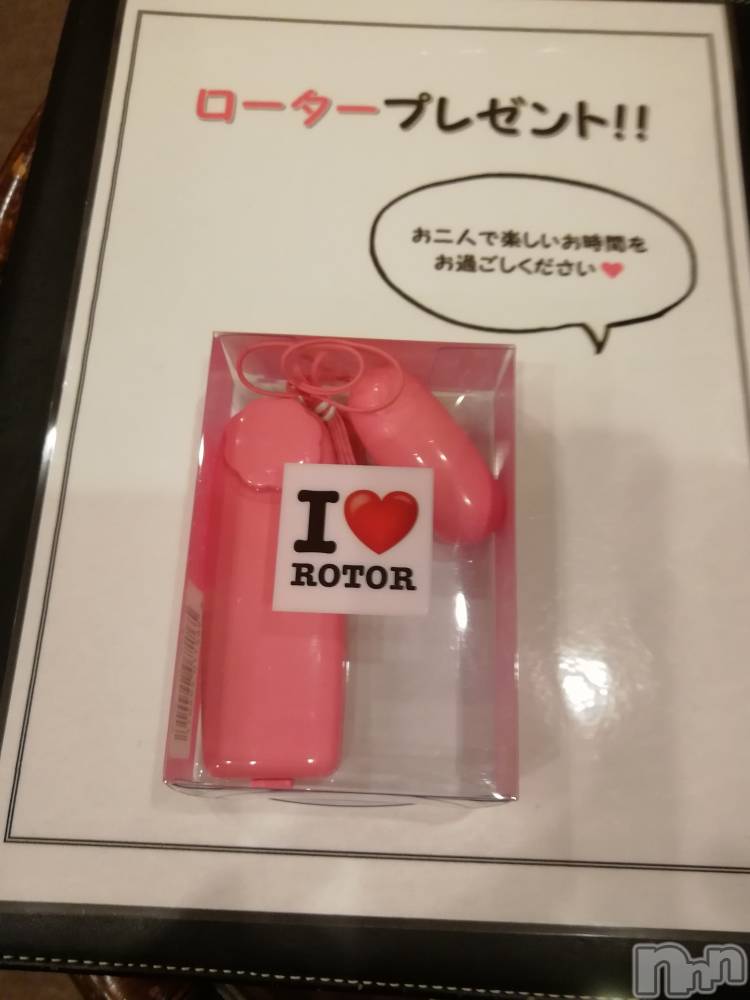 ロータープレゼント!!
お二人で楽しいお時間を
お過ごしください♥
I ❤
ROTOR
nnn